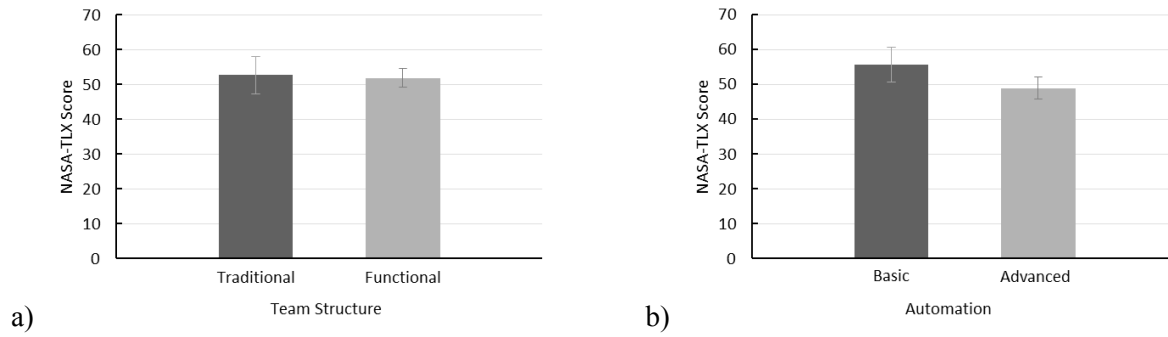 70
60
50
40
30
20
10
0
NASA-TLX Score
Traditional Functional
Team Structure
a)
70
60
50
40
30
20
10
0
NASA-TLX Score
Basic Advanced
Automation
b)